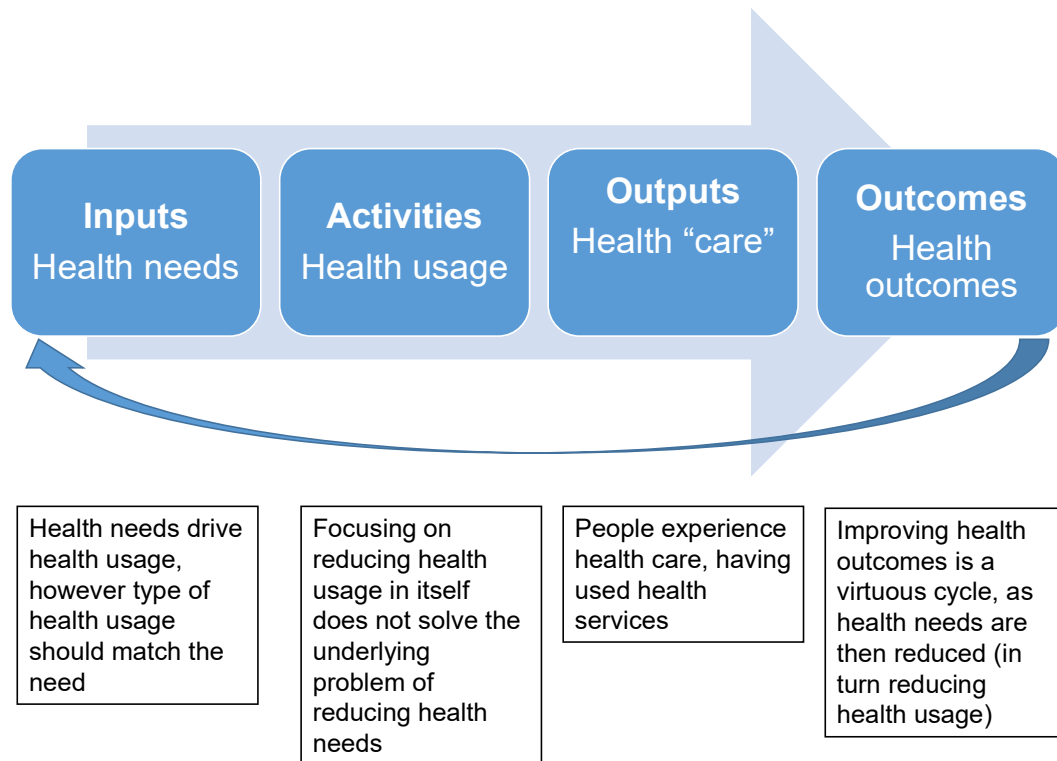 Inputs
Health needs
Activities
Health usage
Outputs
Health “care”
Outcomes
Health
outcomes
Health needs drive
health usage,
however type of
health usage
should match the
need
Focusing on
reducing health
usage in itself
does not solve the
underlying
problem of
reducing health
needs
People experience
health care, having
used health
services
Improving health
outcomes is a
virtuous cycle, as
health needs are
then reduced (in
turn reducing
health usage)